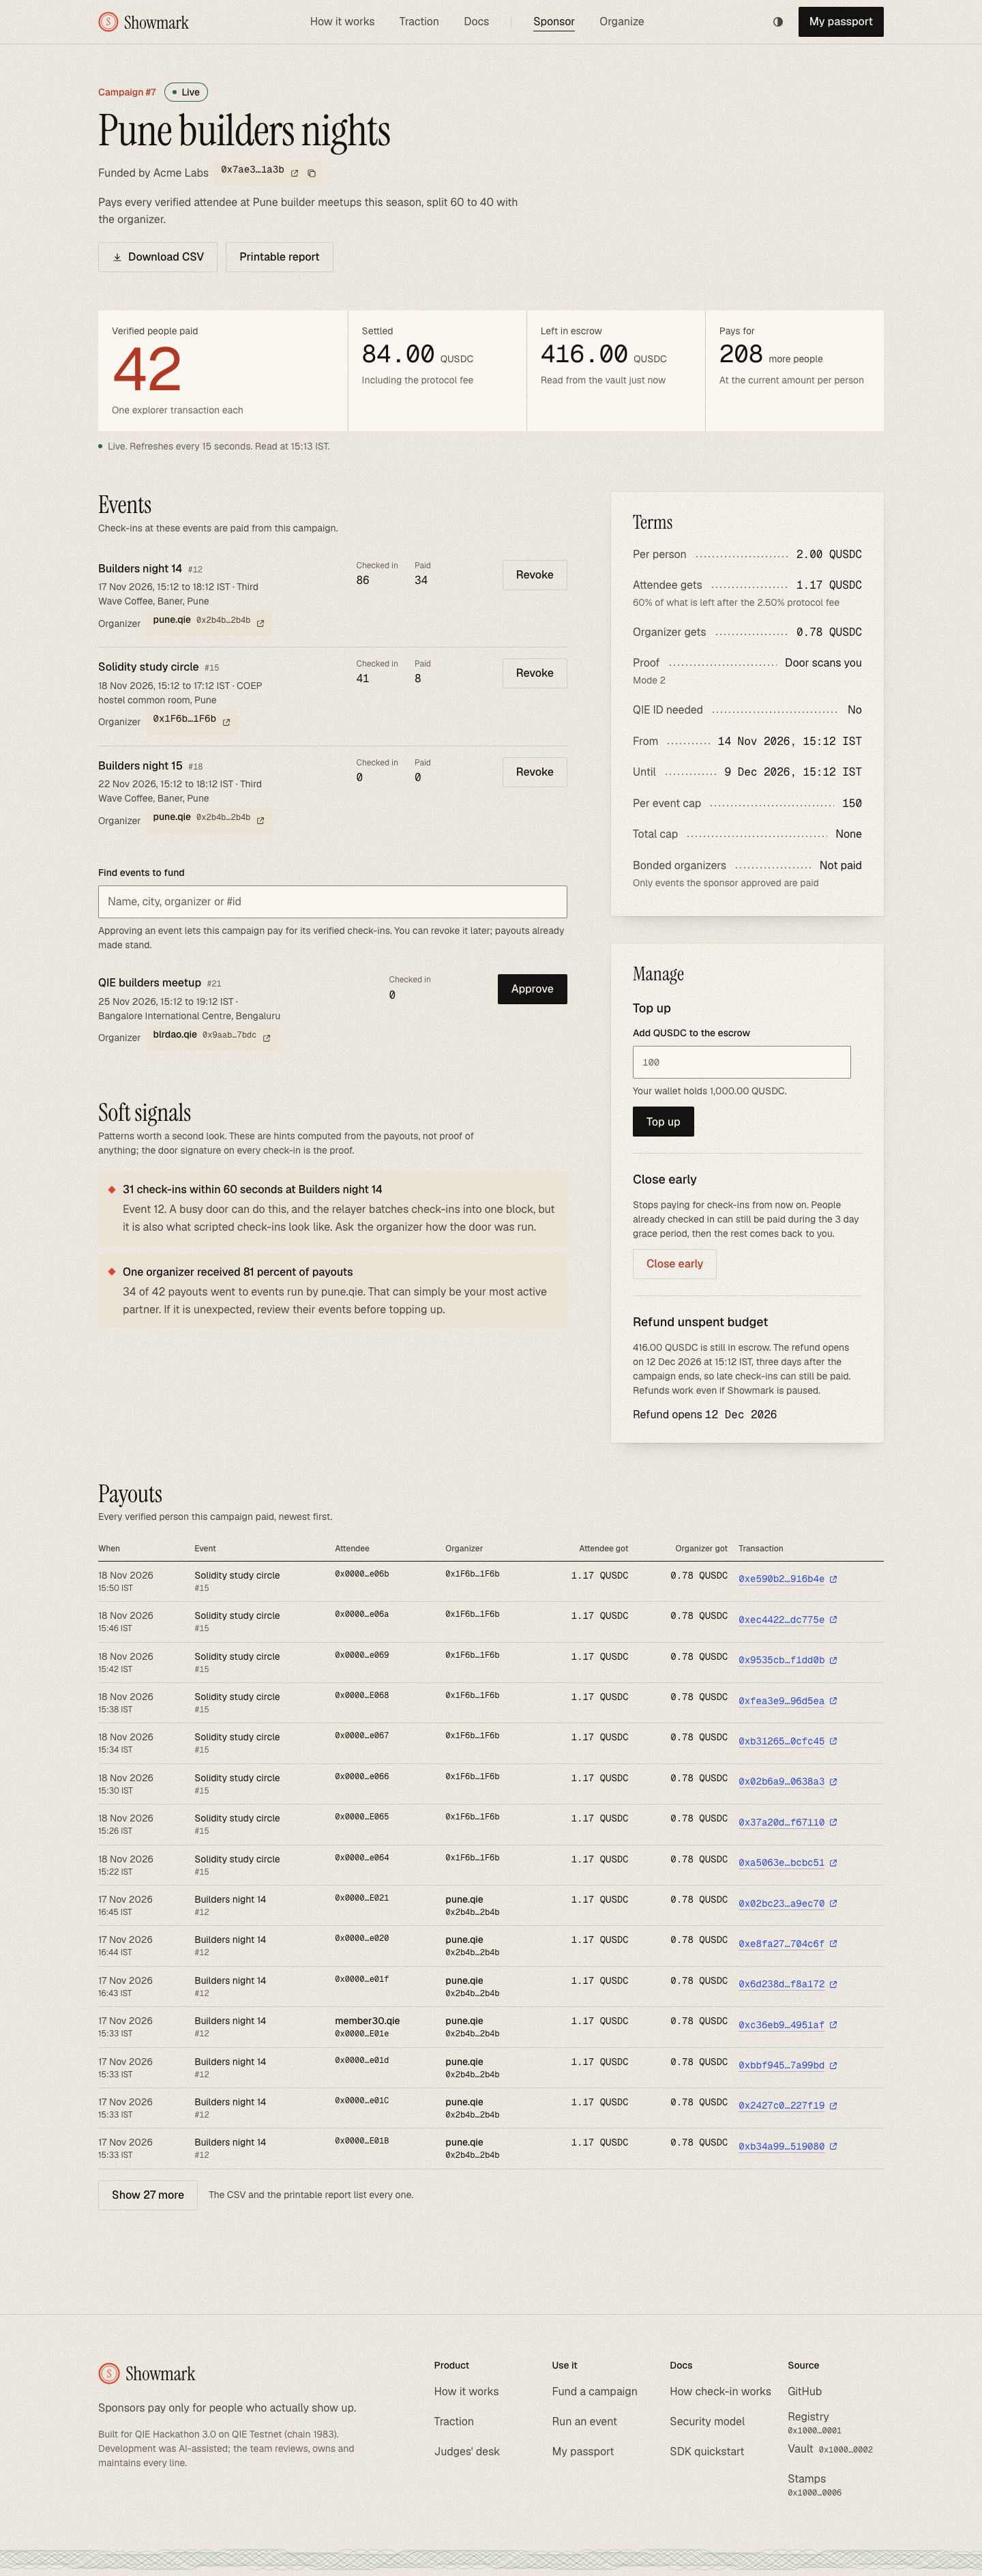 Showmark
How it works
Traction
Docs
Sponsor
Organize
My passport
Campaign #7
Live
Pune builders nights
Funded by Acme Labs 0x7ae3…1a3b
Pays every verified attendee at Pune builder meetups this season, split 60 to 40 with
the organizer.
Download CSV
Printable report
Verified people paid
42
One explorer transaction each
Settled
84.00 QUSDC
Including the protocol fee
Left in escrow
416.00 QUSDC
Read from the vault just now
Pays for
208 more people
At the current amount per person
Live. Refreshes every 15 seconds. Read at 15:13 IST.
Events
Check-ins at these events are paid from this campaign.
Builders night 14 #12
17 Nov 2026, 15:12 to 18:12 IST · Third
Wave Coffee, Baner, Pune
Organizer pune.qie 0x2b4b…2b4b
Checked in
86
Paid
34
Revoke
Solidity study circle #15
18 Nov 2026, 15:12 to 17:12 IST · COEP
hostel common room, Pune
Organizer 0x1F6b…1F6b
Checked in
41
Paid
8
Revoke
Builders night 15 #18
22 Nov 2026, 15:12 to 18:12 IST · Third
Wave Coffee, Baner, Pune
Organizer pune.qie 0x2b4b…2b4b
Checked in
0
Paid
0
Revoke
Find events to fund
Name, city, organizer or #id
Approving an event lets this campaign pay for its verified check-ins. You can revoke it later; payouts already
made stand.
QIE builders meetup #21
25 Nov 2026, 15:12 to 19:12 IST ·
Bangalore International Centre, Bengaluru
Organizer blrdao.qie 0x9aab…7bdc
Checked in
0
Approve
Soft signals
Patterns worth a second look. These are hints computed from the payouts, not proof of
anything; the door signature on every check-in is the proof.
31 check-ins within 60 seconds at Builders night 14
Event 12. A busy door can do this, and the relayer batches check-ins into one block, but
it is also what scripted check-ins look like. Ask the organizer how the door was run.
One organizer received 81 percent of payouts
34 of 42 payouts went to events run by pune.qie. That can simply be your most active
partner. If it is unexpected, review their events before topping up.
Terms
Per person 2.00 QUSDC
Attendee gets 1.17 QUSDC
60% of what is left after the 2.50% protocol fee
Organizer gets 0.78 QUSDC
Proof Door scans you
Mode 2
QIE ID needed No
From 14 Nov 2026, 15:12 IST
Until 9 Dec 2026, 15:12 IST
Per event cap 150
Total cap None
Bonded organizers Not paid
Only events the sponsor approved are paid
Manage
Top up
Add QUSDC to the escrow
100
Your wallet holds 1,000.00 QUSDC.
Top up
Close early
Stops paying for check-ins from now on. People
already checked in can still be paid during the 3 day
grace period, then the rest comes back to you.
Close early
Refund unspent budget
416.00 QUSDC is still in escrow. The refund opens
on 12 Dec 2026 at 15:12 IST, three days after the
campaign ends, so late check-ins can still be paid.
Refunds work even if Showmark is paused.
Refund opens 12 Dec 2026
Payouts
Every verified person this campaign paid, newest first.
When Event Attendee Organizer Attendee got Organizer got Transaction
18 Nov 2026 Solidity study circle 0x0000…e06b 0x1F6b…1F6b 1.17 QUSDC 0.78 QUSDC 0xe590b2…916b4e
15:50 IST #15
18 Nov 2026 Solidity study circle 0x0000…e06a 0x1F6b…1F6b 1.17 QUSDC 0.78 QUSDC 0xec4422…dc775e
15:46 IST #15
18 Nov 2026 Solidity study circle 0x0000…e069 0x1F6b…1F6b 1.17 QUSDC 0.78 QUSDC 0x9535cb…f1dd0b
15:42 IST #15
18 Nov 2026 Solidity study circle 0x0000…E068 0x1F6b…1F6b 1.17 QUSDC 0.78 QUSDC 0xfea3e9…96d5ea
15:38 IST #15
18 Nov 2026 Solidity study circle 0x0000…e067 0x1F6b…1F6b 1.17 QUSDC 0.78 QUSDC 0xb31265…0cfc45
15:34 IST #15
18 Nov 2026 Solidity study circle 0x0000…e066 0x1F6b…1F6b 1.17 QUSDC 0.78 QUSDC 0x02b6a9…0638a3
15:30 IST #15
18 Nov 2026 Solidity study circle 0x0000…E065 0x1F6b…1F6b 1.17 QUSDC 0.78 QUSDC 0x37a20d…f67110
15:26 IST #15
18 Nov 2026 Solidity study circle 0x0000…e064 0x1F6b…1F6b 1.17 QUSDC 0.78 QUSDC 0xa5063e…bcbc51
15:22 IST #15
17 Nov 2026 Builders night 14 0x0000…E021 pune.qie 1.17 QUSDC 0.78 QUSDC 0x02bc23…a9ec70
16:45 IST #12 0x2b4b…2b4b
17 Nov 2026 Builders night 14 0x0000…e020 pune.qie 1.17 QUSDC 0.78 QUSDC 0xe8fa27…704c6f
16:44 IST #12 0x2b4b…2b4b
17 Nov 2026 Builders night 14 0x0000…e01f pune.qie 1.17 QUSDC 0.78 QUSDC 0x6d238d…f8a172
16:43 IST #12 0x2b4b…2b4b
17 Nov 2026 Builders night 14 member30.qie pune.qie 1.17 QUSDC 0.78 QUSDC 0xc36eb9…4951af
15:33 IST #12 0x0000…E01e 0x2b4b…2b4b
17 Nov 2026 Builders night 14 0x0000…e01d pune.qie 1.17 QUSDC 0.78 QUSDC 0xbbf945…7a99bd
15:33 IST #12 0x2b4b…2b4b
17 Nov 2026 Builders night 14 0x0000…e01C pune.qie 1.17 QUSDC 0.78 QUSDC 0x2427c0…227f19
15:33 IST #12 0x2b4b…2b4b
17 Nov 2026 Builders night 14 0x0000…E01B pune.qie 1.17 QUSDC 0.78 QUSDC 0xb34a99…519080
15:33 IST #12 0x2b4b…2b4b
Show 27 more
The CSV and the printable report list every one.
Showmark
Sponsors pay only for people who actually show up.
Built for QIE Hackathon 3.0 on QIE Testnet (chain 1983).
Development was AI-assisted; the team reviews, owns and
maintains every line.
Product
How it works
Traction
Judges' desk
Use it
Fund a campaign
Run an event
My passport
Docs
How check-in works
Security model
SDK quickstart
Source
GitHub
Registry
0x1000…0001
Vault 0x1000…0002
Stamps
0x1000…0006